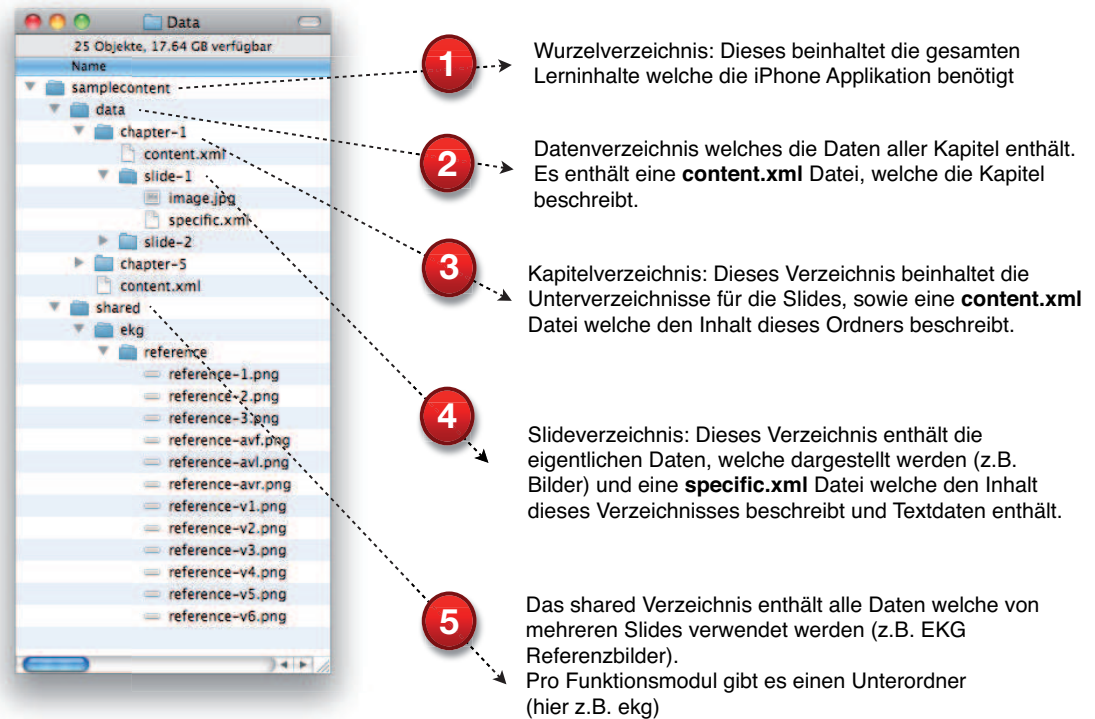 Data
25 Objekte, 17.64 GB verfügbar
Name
samplecontent
data
chapter-1
content.xml
slide-1
image.jpg
specific.xml
slide-2
chapter-5
content.xml
shared
ekg
reference
reference-1.png
reference-2.png
reference-3.png
reference-avf.png
reference-avl.png
reference-avr.png
reference-v1.png
reference-v2.png
reference-v3.png
reference-v4.png
reference-v5.png
reference-v6.png
1
Wurzelverzeichnis: Dieses beinhaltet die gesamten
Lerninhalte welche die iPhone Applikation benötigt
2
Datenverzeichnis welches die Daten aller Kapitel enthält.
Es enthält eine content.xml Datei, welche die Kapitel
beschreibt.
3
Kapitelverzeichnis: Dieses Verzeichnis beinhaltet die
Unterverzeichnisse für die Slides, sowie eine content.xml
Datei welche den Inhalt dieses Ordners beschreibt.
4
Slideverzeichnis: Dieses Verzeichnis enthält die
eigentlichen Daten, welche dargestellt werden (z.B.
Bilder) und eine specific.xml Datei welche den Inhalt
dieses Verzeichnisses beschreibt und Textdaten enthält.
5
Das shared Verzeichnis enthält alle Daten welche von
mehreren Slides verwendet werden (z.B. EKG
Referenzbilder).
Pro Funktionsmodul gibt es einen Unterordner
(hier z.B. ekg)